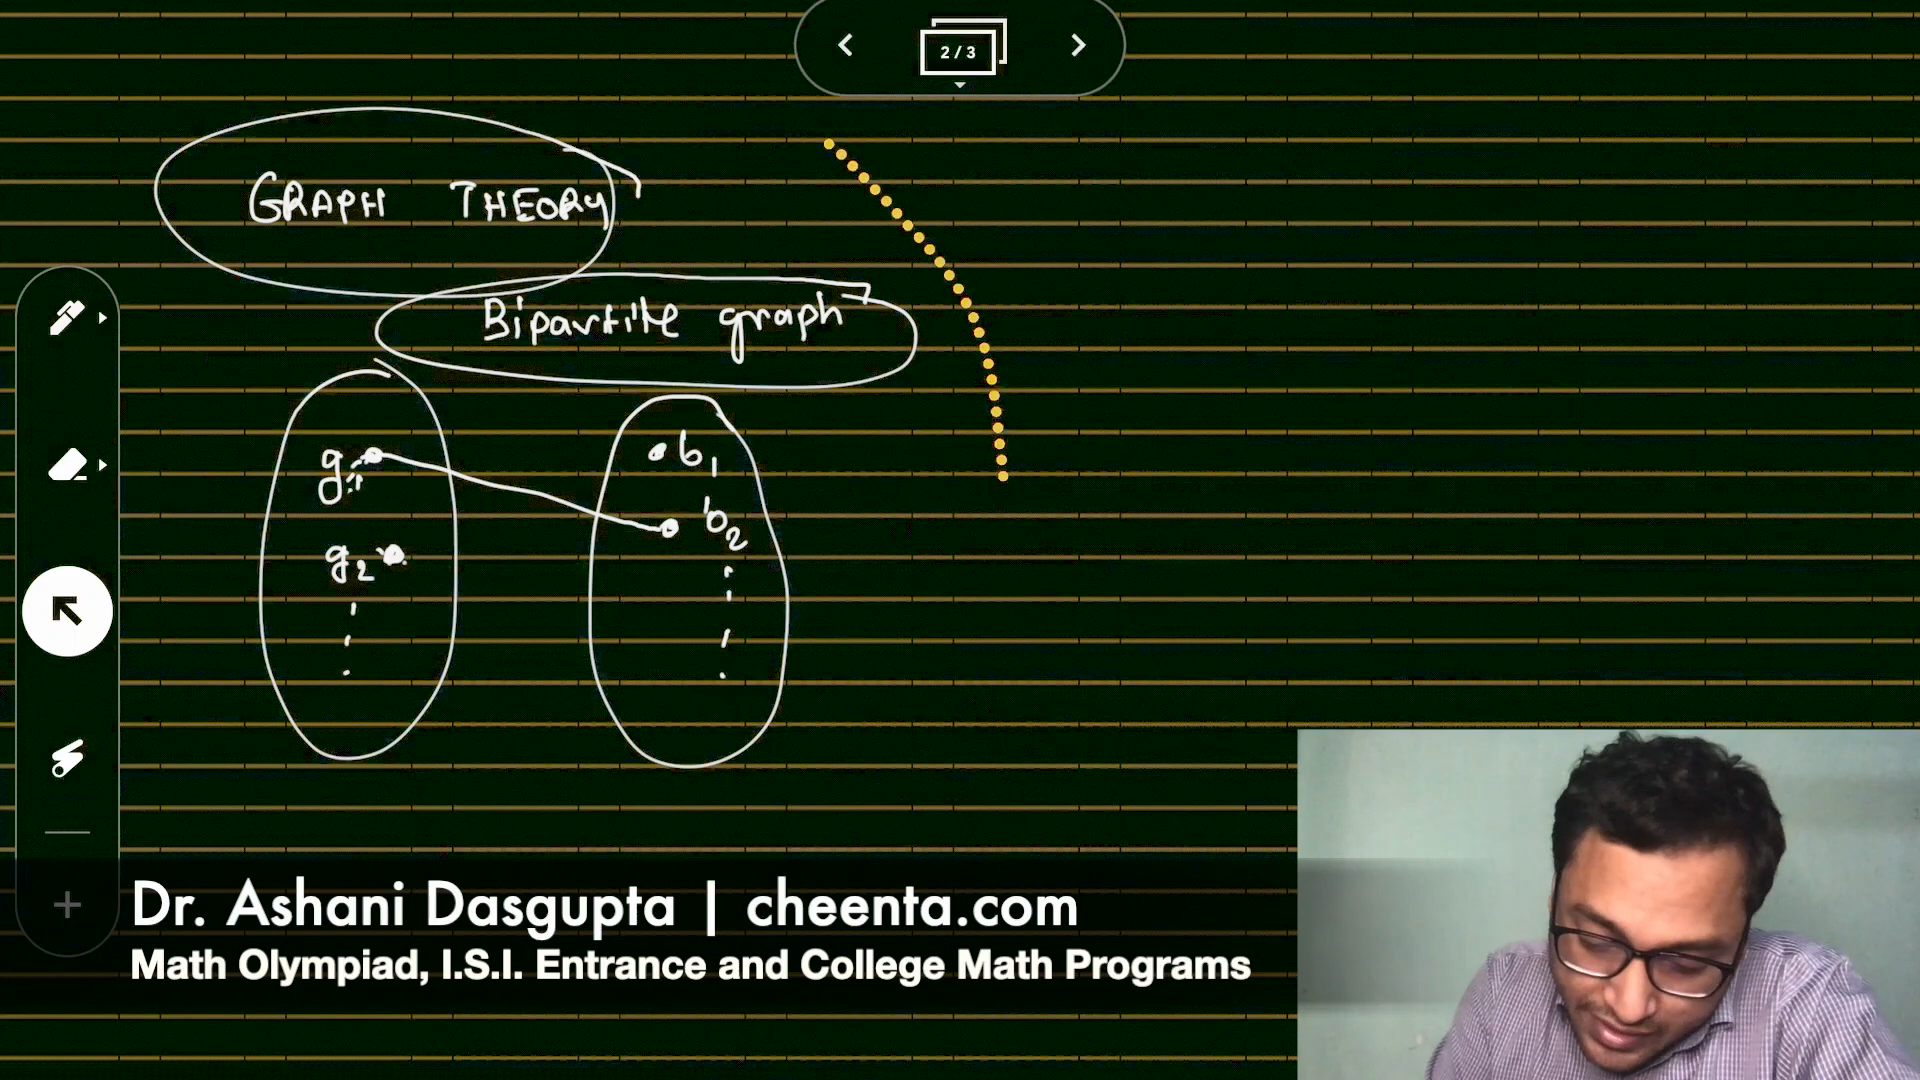 2 / 3
GRAPH THEORY
Bipartite graph
g1 b1
g2 b2
Dr. Ashani Dasgupta | cheenta.com
Math Olympiad, I.S.I. Entrance and College Math Programs